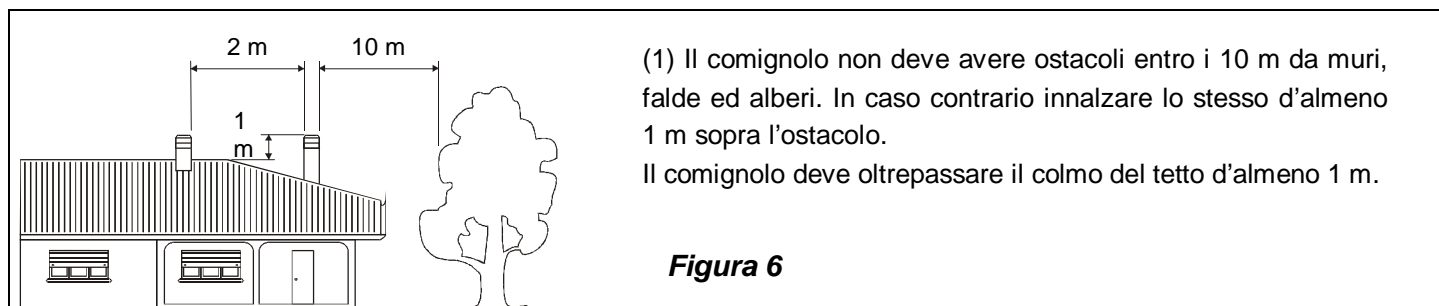 2 m
10 m
1
m
(1) Il comignolo non deve avere ostacoli entro i 10 m da muri,
falde ed alberi. In caso contrario innalzare lo stesso d’almeno
1 m sopra l’ostacolo.
Il comignolo deve oltrepassare il colmo del tetto d’almeno 1 m.
Figura 6